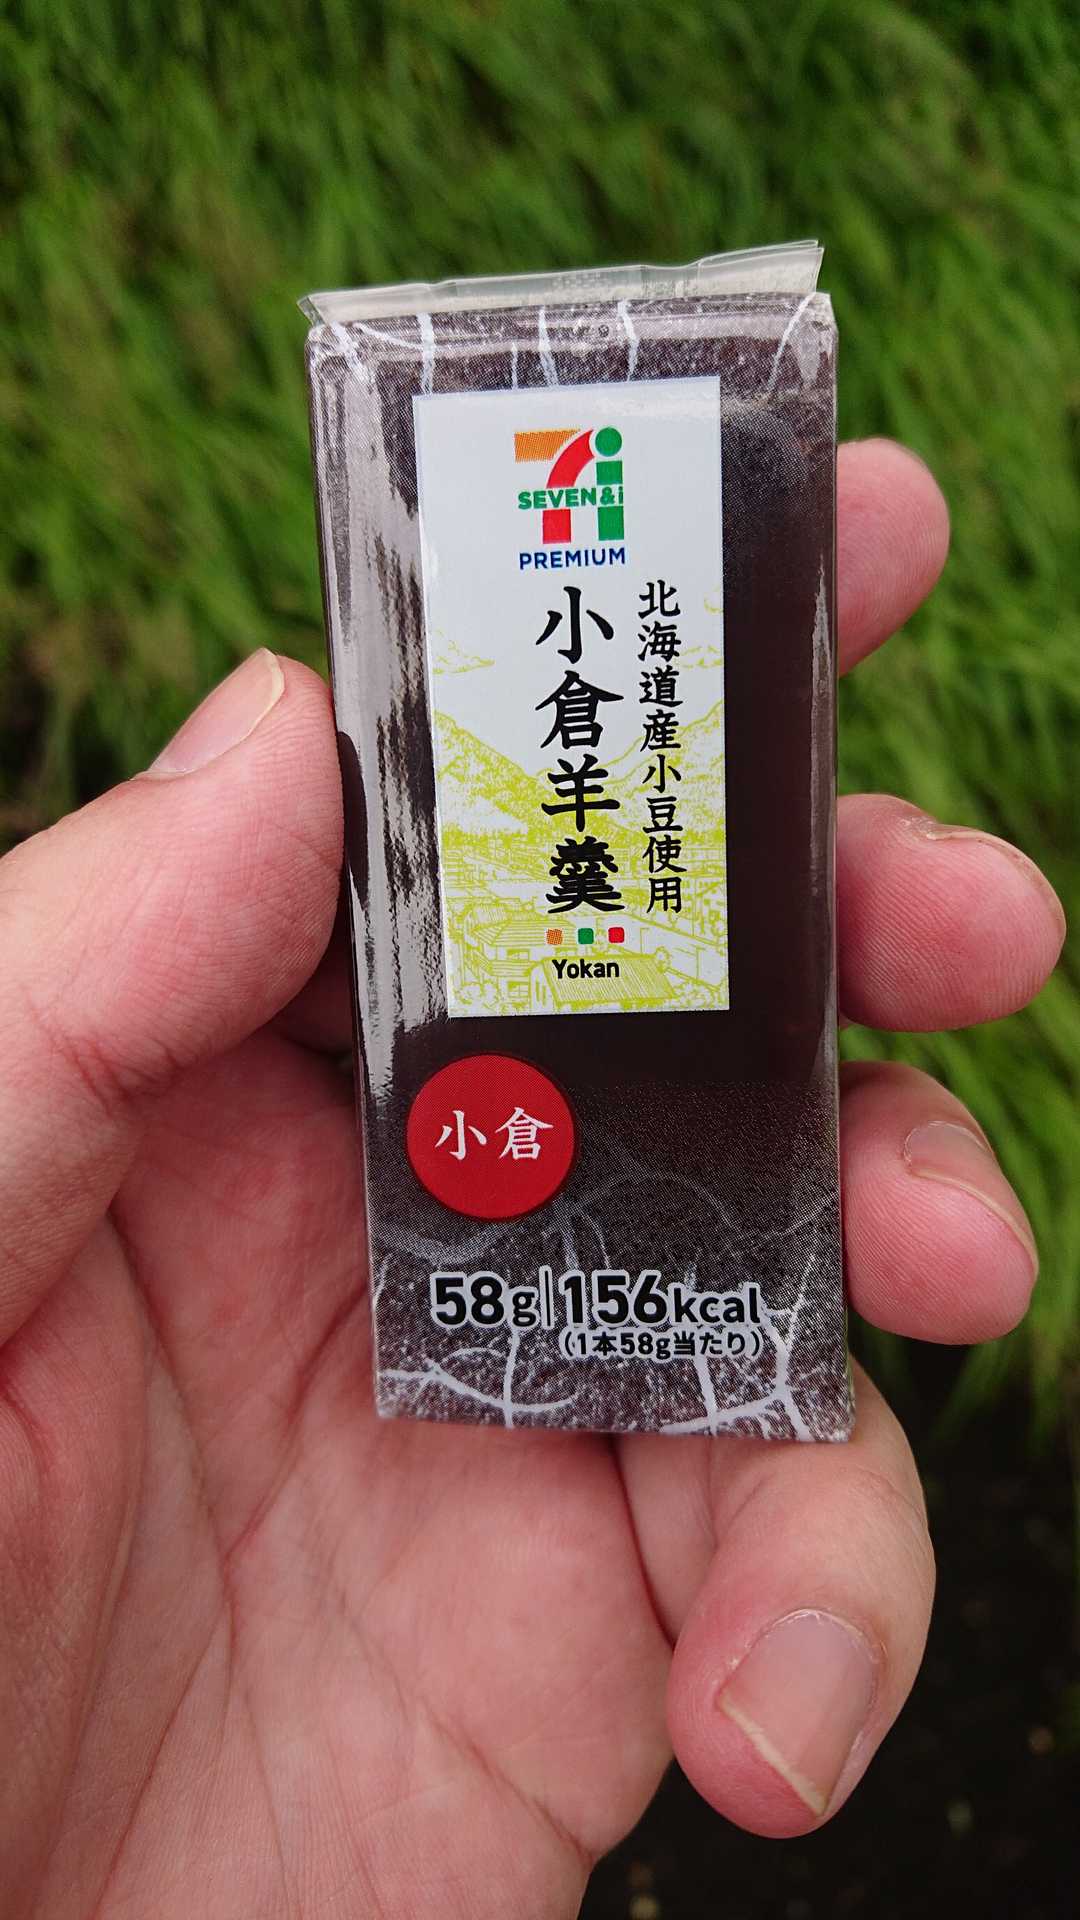 SEVEN&i
PREMIUM
北海道産小豆使用
小倉羊羹
Yokan
小倉
58g|156kcal
(1本58g当たり)